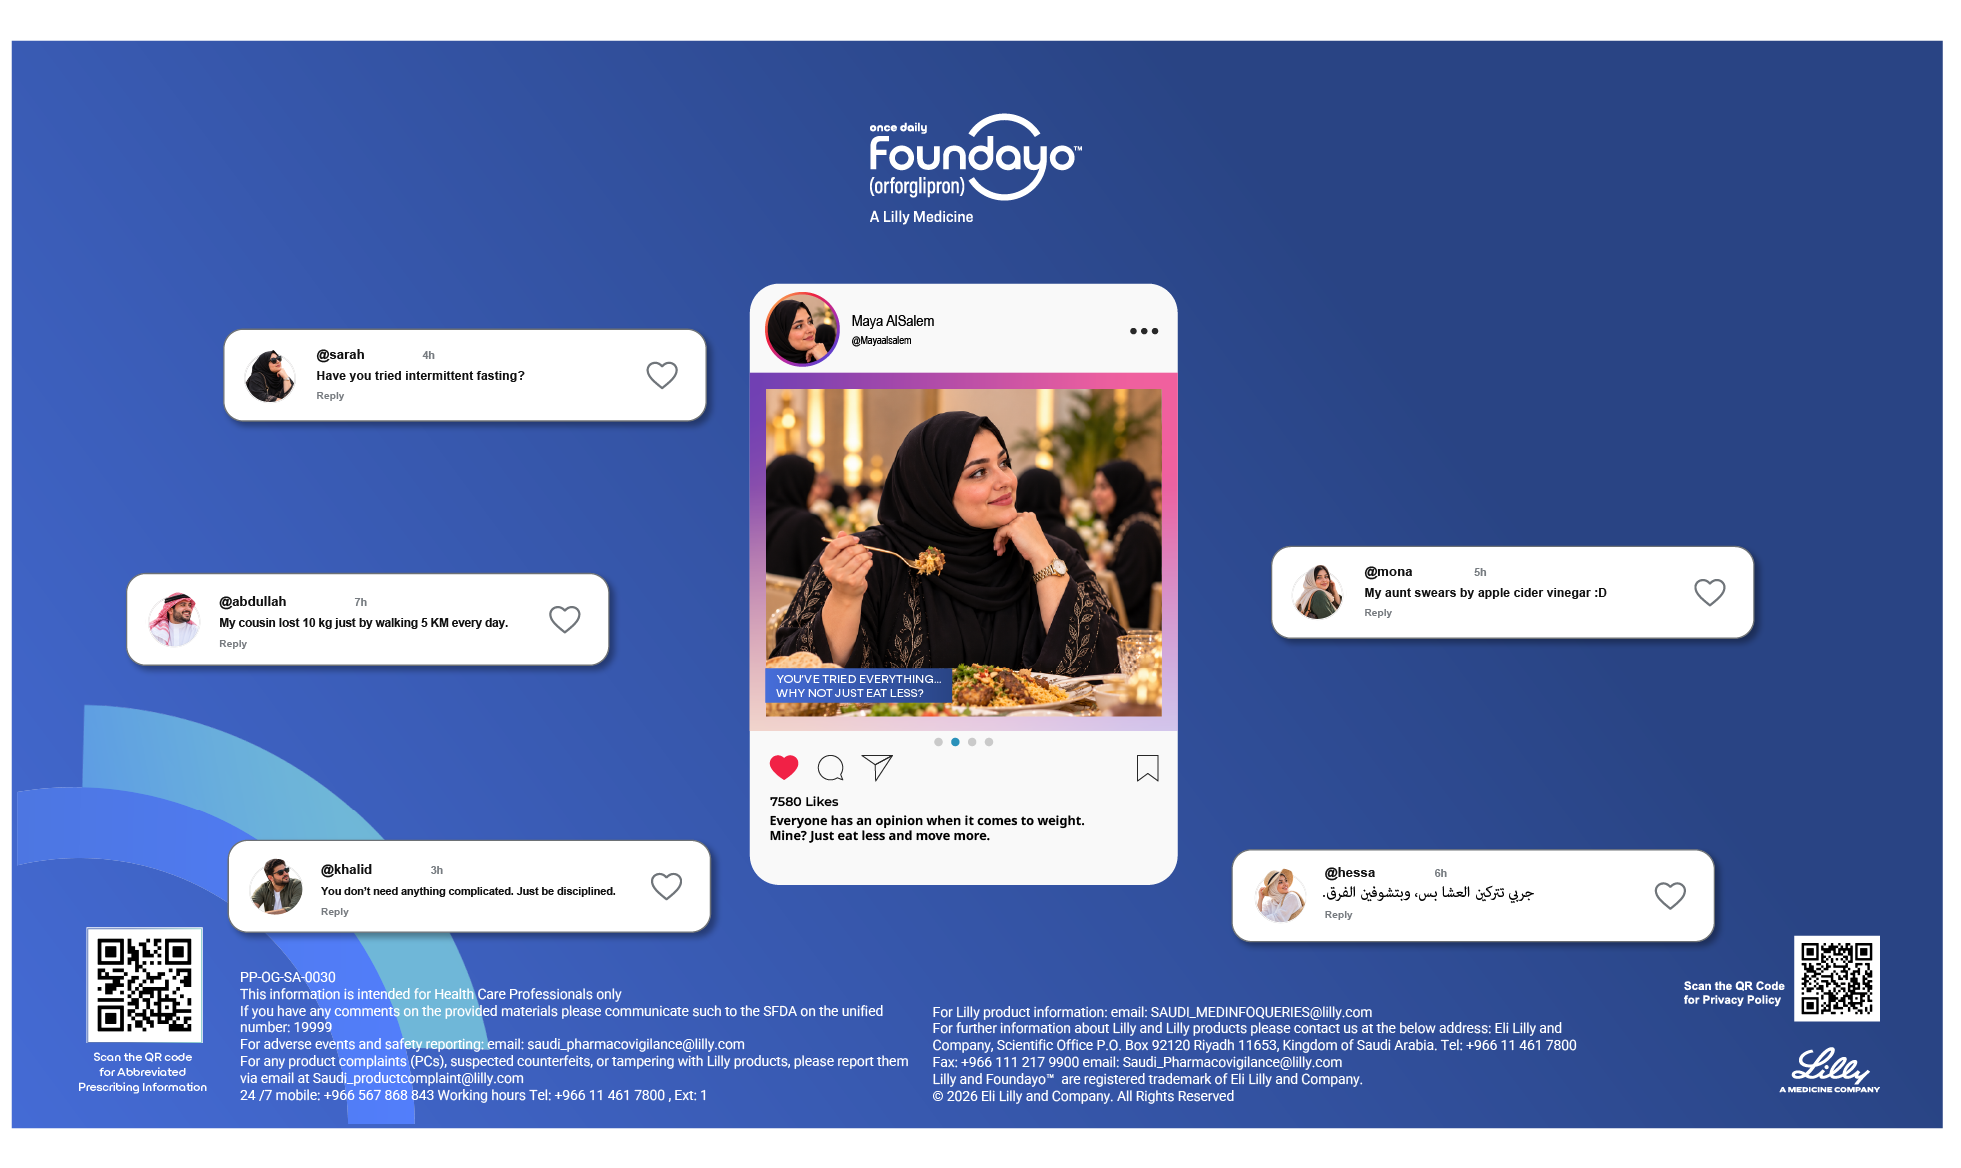 once daily
Foundayo™
(orforglipron)
A Lilly Medicine
Maya AlSalem
@Mayaalsalem
@sarah 4h
Have you tried intermittent fasting?
Reply
@abdullah 7h
My cousin lost 10 kg just by walking 5 KM every day.
Reply
@khalid 3h
You don't need anything complicated. Just be disciplined.
Reply
YOU'VE TRIED EVERYTHING...
WHY NOT JUST EAT LESS?
7580 Likes
Everyone has an opinion when it comes to weight.
Mine? Just eat less and move more.
@mona 5h
My aunt swears by apple cider vinegar :D
Reply
@hessa 6h
جربي تتركين العشا بس، وبتشوفين الفرق.
Reply
Scan the QR code
for Abbreviated
Prescribing Information
PP-OG-SA-0030
This information is intended for Health Care Professionals only
If you have any comments on the provided materials please communicate such to the SFDA on the unified
number: 19999
For adverse events and safety reporting: email: saudi_pharmacovigilance@lilly.com
For any product complaints (PCs), suspected counterfeits, or tampering with Lilly products, please report them
via email at Saudi_productcomplaint@lilly.com
24 /7 mobile: +966 567 868 843 Working hours Tel: +966 11 461 7800 , Ext: 1
For Lilly product information: email: SAUDI_MEDINFOQUERIES@lilly.com
For further information about Lilly and Lilly products please contact us at the below address: Eli Lilly and
Company, Scientific Office P.O. Box 92120 Riyadh 11653, Kingdom of Saudi Arabia. Tel: +966 11 461 7800
Fax: +966 111 217 9900 email: Saudi_Pharmacovigilance@lilly.com
Lilly and Foundayo™ are registered trademark of Eli Lilly and Company.
© 2026 Eli Lilly and Company. All Rights Reserved
Scan the QR Code
for Privacy Policy
Lilly
A MEDICINE COMPANY